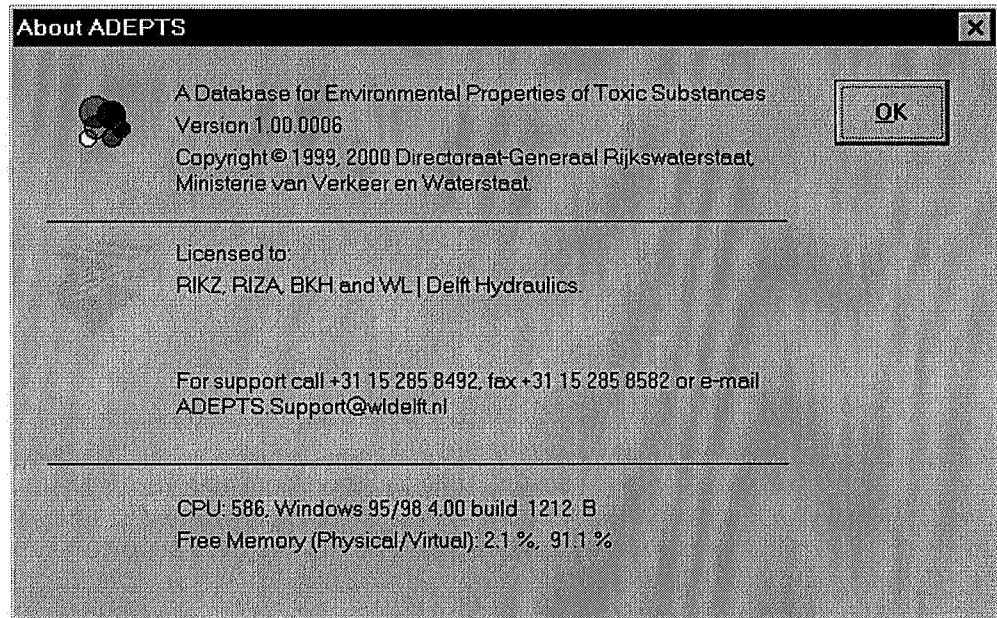 About ADEPTS
A Database for Environmental Properties of Toxic Substances
OK
Version 1.00.0006
Copyright © 1999, 2000 Directoraat-Generaal Rijkswaterstaat,
Ministerie van Verkeer en Waterstaat.
Licensed to:
RIKZ, RIZA, BKH and WL | Delft Hydraulics.
For support call +31 15 285 8492, fax +31 15 285 8582 or e-mail
ADEPTS.Support@wldelft.nl
CPU: 586, Windows 95/98 4.00 build 1212 B
Free Memory (Physical/Virtual): 2.1 %, 91.1 %